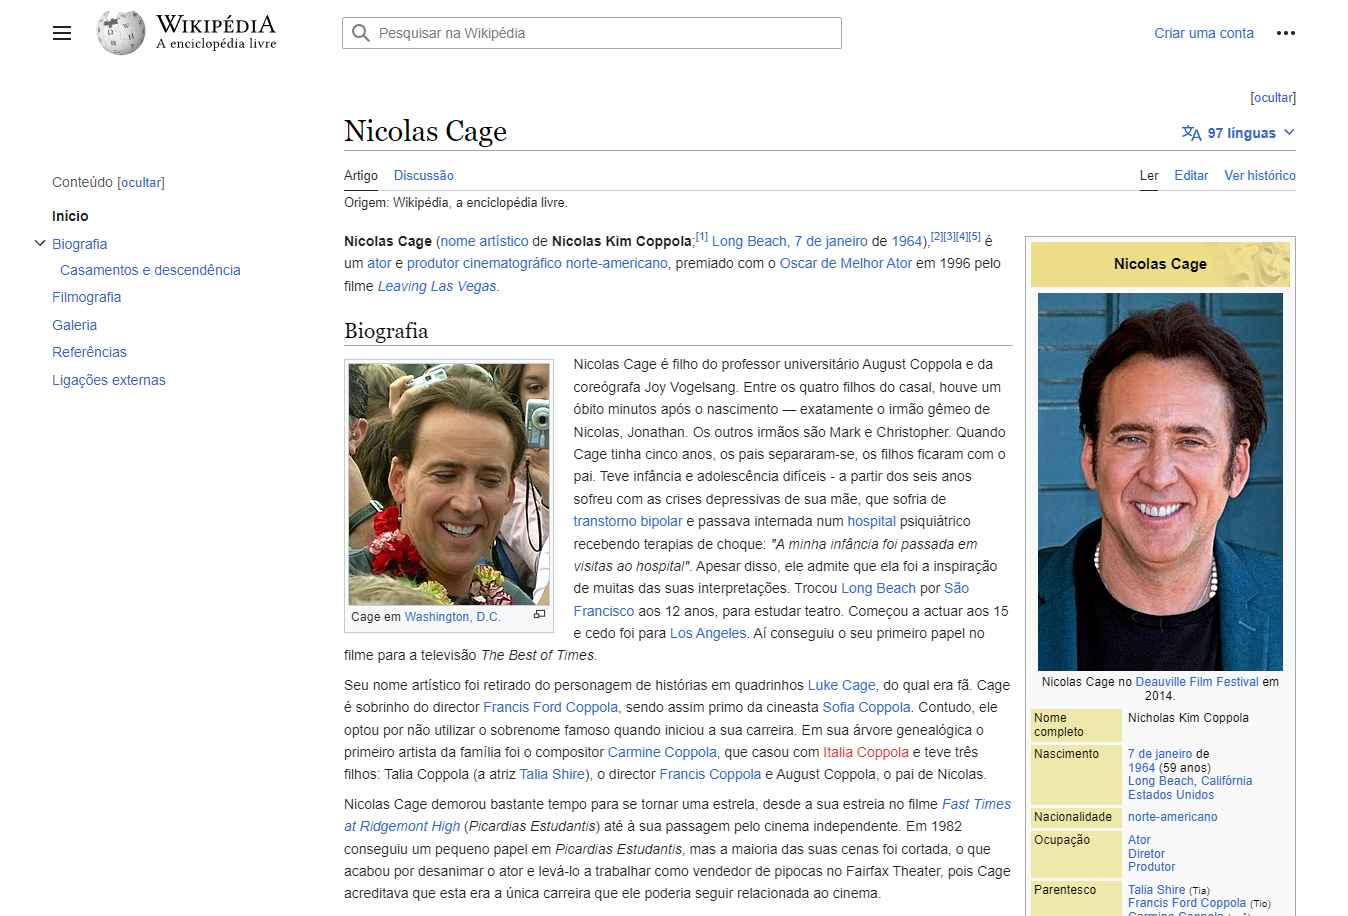 WIKIPÉDIA
A enciclopédia livre
Pesquisar na Wikipédia
Criar uma conta
[ocultar]
Nicolas Cage
97 línguas
Conteúdo [ocultar]
Início
Biografia
Casamentos e descendência
Filmografia
Galeria
Referências
Ligações externas
Artigo Discussão
Ler Editar Ver histórico
Origem: Wikipédia, a enciclopédia livre.
Nicolas Cage (nome artístico de Nicolas Kim Coppola;[1] Long Beach, 7 de janeiro de 1964),[2][3][4][5] é
um ator e produtor cinematográfico norte-americano, premiado com o Oscar de Melhor Ator em 1996 pelo
filme Leaving Las Vegas.
Biografia
Cage em Washington, D.C.
Nicolas Cage é filho do professor universitário August Coppola e da
coreógrafa Joy Vogelsang. Entre os quatro filhos do casal, houve um
óbito minutos após o nascimento — exatamente o irmão gêmeo de
Nicolas, Jonathan. Os outros irmãos são Mark e Christopher. Quando
Cage tinha cinco anos, os pais separaram-se, os filhos ficaram com o
pai. Teve infância e adolescência difíceis - a partir dos seis anos
sofreu com as crises depressivas de sua mãe, que sofria de
transtorno bipolar e passava internada num hospital psiquiátrico
recebendo terapias de choque: "A minha infância foi passada em
visitas ao hospital". Apesar disso, ele admite que ela foi a inspiração
de muitas das suas interpretações. Trocou Long Beach por São
Francisco aos 12 anos, para estudar teatro. Começou a actuar aos 15
e cedo foi para Los Angeles. Aí conseguiu o seu primeiro papel no
filme para a televisão The Best of Times.
Seu nome artístico foi retirado do personagem de histórias em quadrinhos Luke Cage, do qual era fã. Cage
é sobrinho do director Francis Ford Coppola, sendo assim primo da cineasta Sofia Coppola. Contudo, ele
optou por não utilizar o sobrenome famoso quando iniciou a sua carreira. Em sua árvore genealógica o
primeiro artista da família foi o compositor Carmine Coppola, que casou com Italia Coppola e teve três
filhos: Talia Coppola (a atriz Talia Shire), o director Francis Coppola e August Coppola, o pai de Nicolas.
Nicolas Cage demorou bastante tempo para se tornar uma estrela, desde a sua estreia no filme Fast Times
at Ridgemont High (Picardias Estudantis) até à sua passagem pelo cinema independente. Em 1982
conseguiu um pequeno papel em Picardias Estudantis, mas a maioria das suas cenas foi cortada, o que
acabou por desanimar o ator e levá-lo a trabalhar como vendedor de pipocas no Fairfax Theater, pois Cage
acreditava que esta era a única carreira que ele poderia seguir relacionada ao cinema.
Nicolas Cage
Nicolas Cage no Deauville Film Festival em
2014.
Nome completo Nicholas Kim Coppola
Nascimento 7 de janeiro de
1964 (59 anos)
Long Beach, Califórnia
Estados Unidos
Nacionalidade norte-americano
Ocupação Ator
Diretor
Produtor
Parentesco Talia Shire (Tia)
Francis Ford Coppola (Tio)